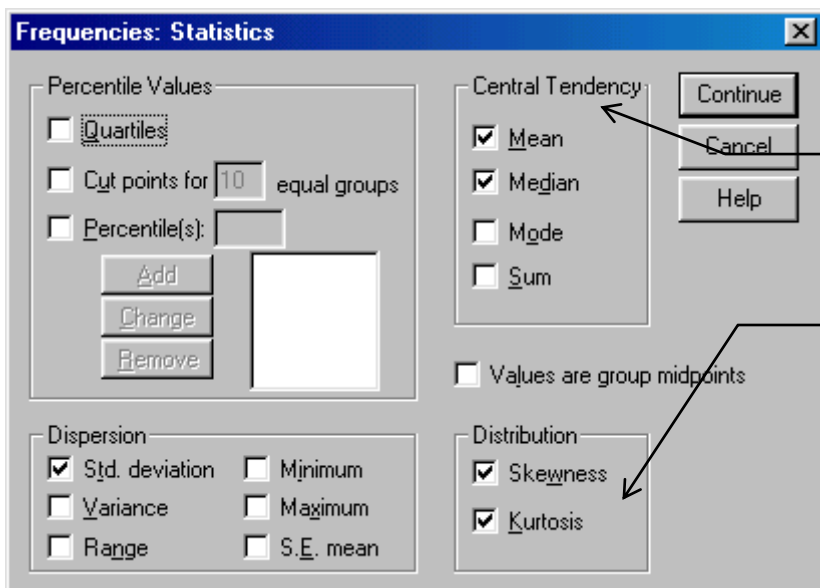 Frequencies: Statistics
Percentile Values
Quartiles
Cut points for 10 equal groups
Percentile(s):
Add
Change
Remove
Central Tendency
Mean
Median
Mode
Sum
Continue
Cancel
Help
Values are group midpoints
Dispersion
Std. deviation
Minimum
Variance
Maximum
Range
S.E. mean
Distribution
Skewness
Kurtosis